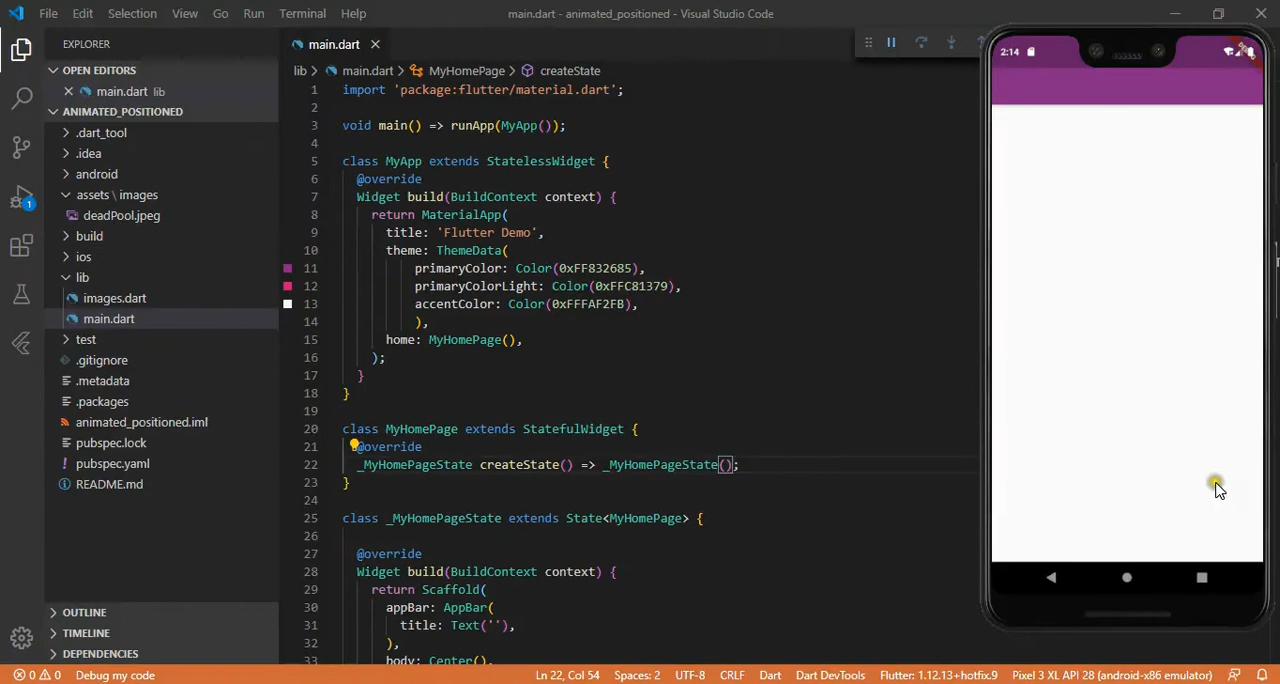 File Edit Selection View Go Run Terminal Help main.dart - animated_positioned - Visual Studio Code
EXPLORER
OPEN EDITORS
main.dart lib
ANIMATED_POSITIONED
.dart_tool
.idea
android
assets \ images
deadPool.jpeg
build
ios
lib
images.dart
main.dart
test
.gitignore
.metadata
.packages
animated_positioned.iml
pubspec.lock
pubspec.yaml
README.md
OUTLINE
TIMELINE
DEPENDENCIES
1
main.dart
lib > main.dart > MyHomePage > createState
1 import 'package:flutter/material.dart';
2
3 void main() => runApp(MyApp());
4
5 class MyApp extends StatelessWidget {
6 @override
7 Widget build(BuildContext context) {
8 return MaterialApp(
9 title: 'Flutter Demo',
10 theme: ThemeData(
11 primaryColor: Color(0xFF832685),
12 primaryColorLight: Color(0xFFC81379),
13 accentColor: Color(0xFFFAF2FB),
14 ),
15 home: MyHomePage(),
16 );
17 }
18 }
19
20 class MyHomePage extends StatefulWidget {
21 @override
22 _MyHomePageState createState() => _MyHomePageState();
23 }
24
25 class _MyHomePageState extends State<MyHomePage> {
26
27 @override
28 Widget build(BuildContext context) {
29 return Scaffold(
30 appBar: AppBar(
31 title: Text(''),
32 ),
33 body: Center(),
2:14
0 0 Debug my code Ln 22, Col 54 Spaces: 2 UTF-8 CRLF Dart Dart DevTools Flutter: 1.12.13+hotfix.9 Pixel 3 XL API 28 (android-x86 emulator)